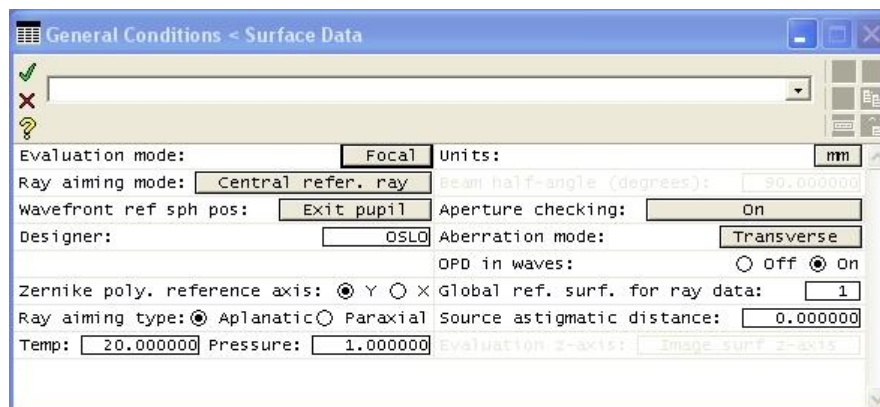 General Conditions < Surface Data
Evaluation mode: Focal Units: mm
Ray aiming mode: Central refer. ray Beam half-angle (degrees): 90.000000
Wavefront ref sph pos: Exit pupil Aperture checking: On
Designer: OSLO Aberration mode: Transverse
OPD in waves: Off On
Zernike poly. reference axis: Y X Global ref. surf. for ray data: 1
Ray aiming type: Aplanatic Paraxial Source astigmatic distance: 0.000000
Temp: 20.000000 Pressure: 1.000000 Evaluation z-axis: Image surf z-axis